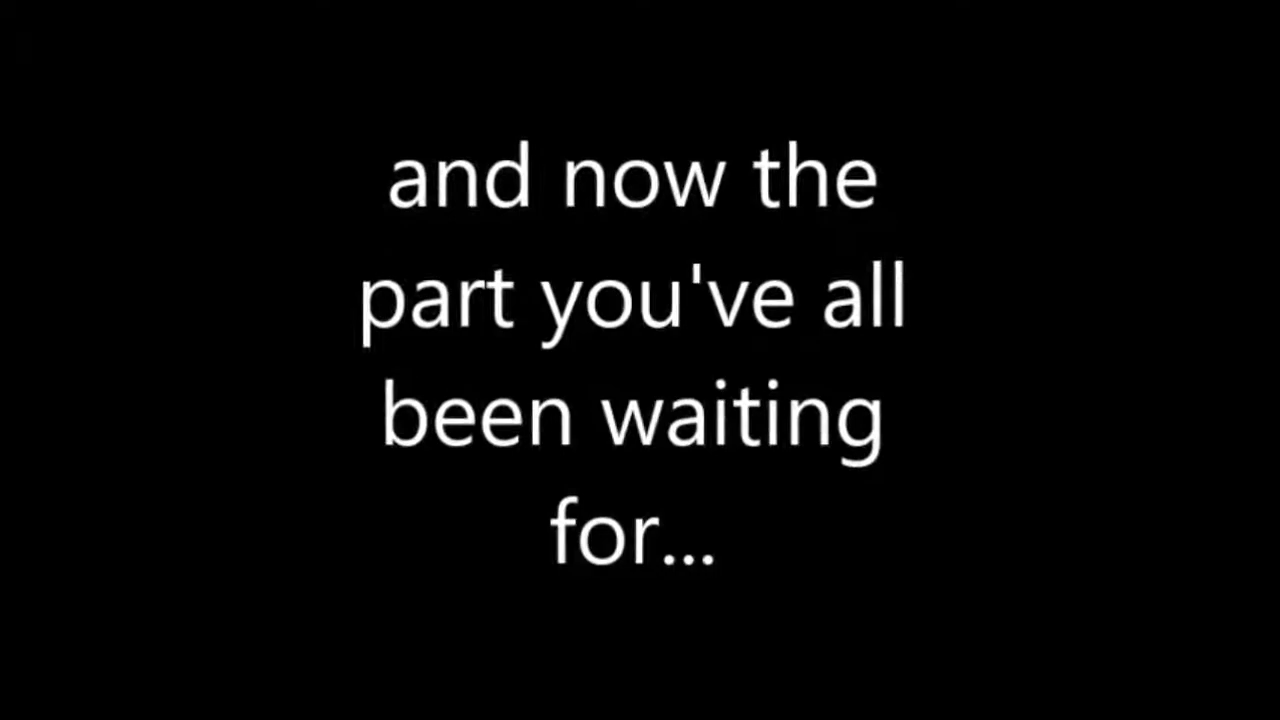 and now the
part you've all
been waiting
for...